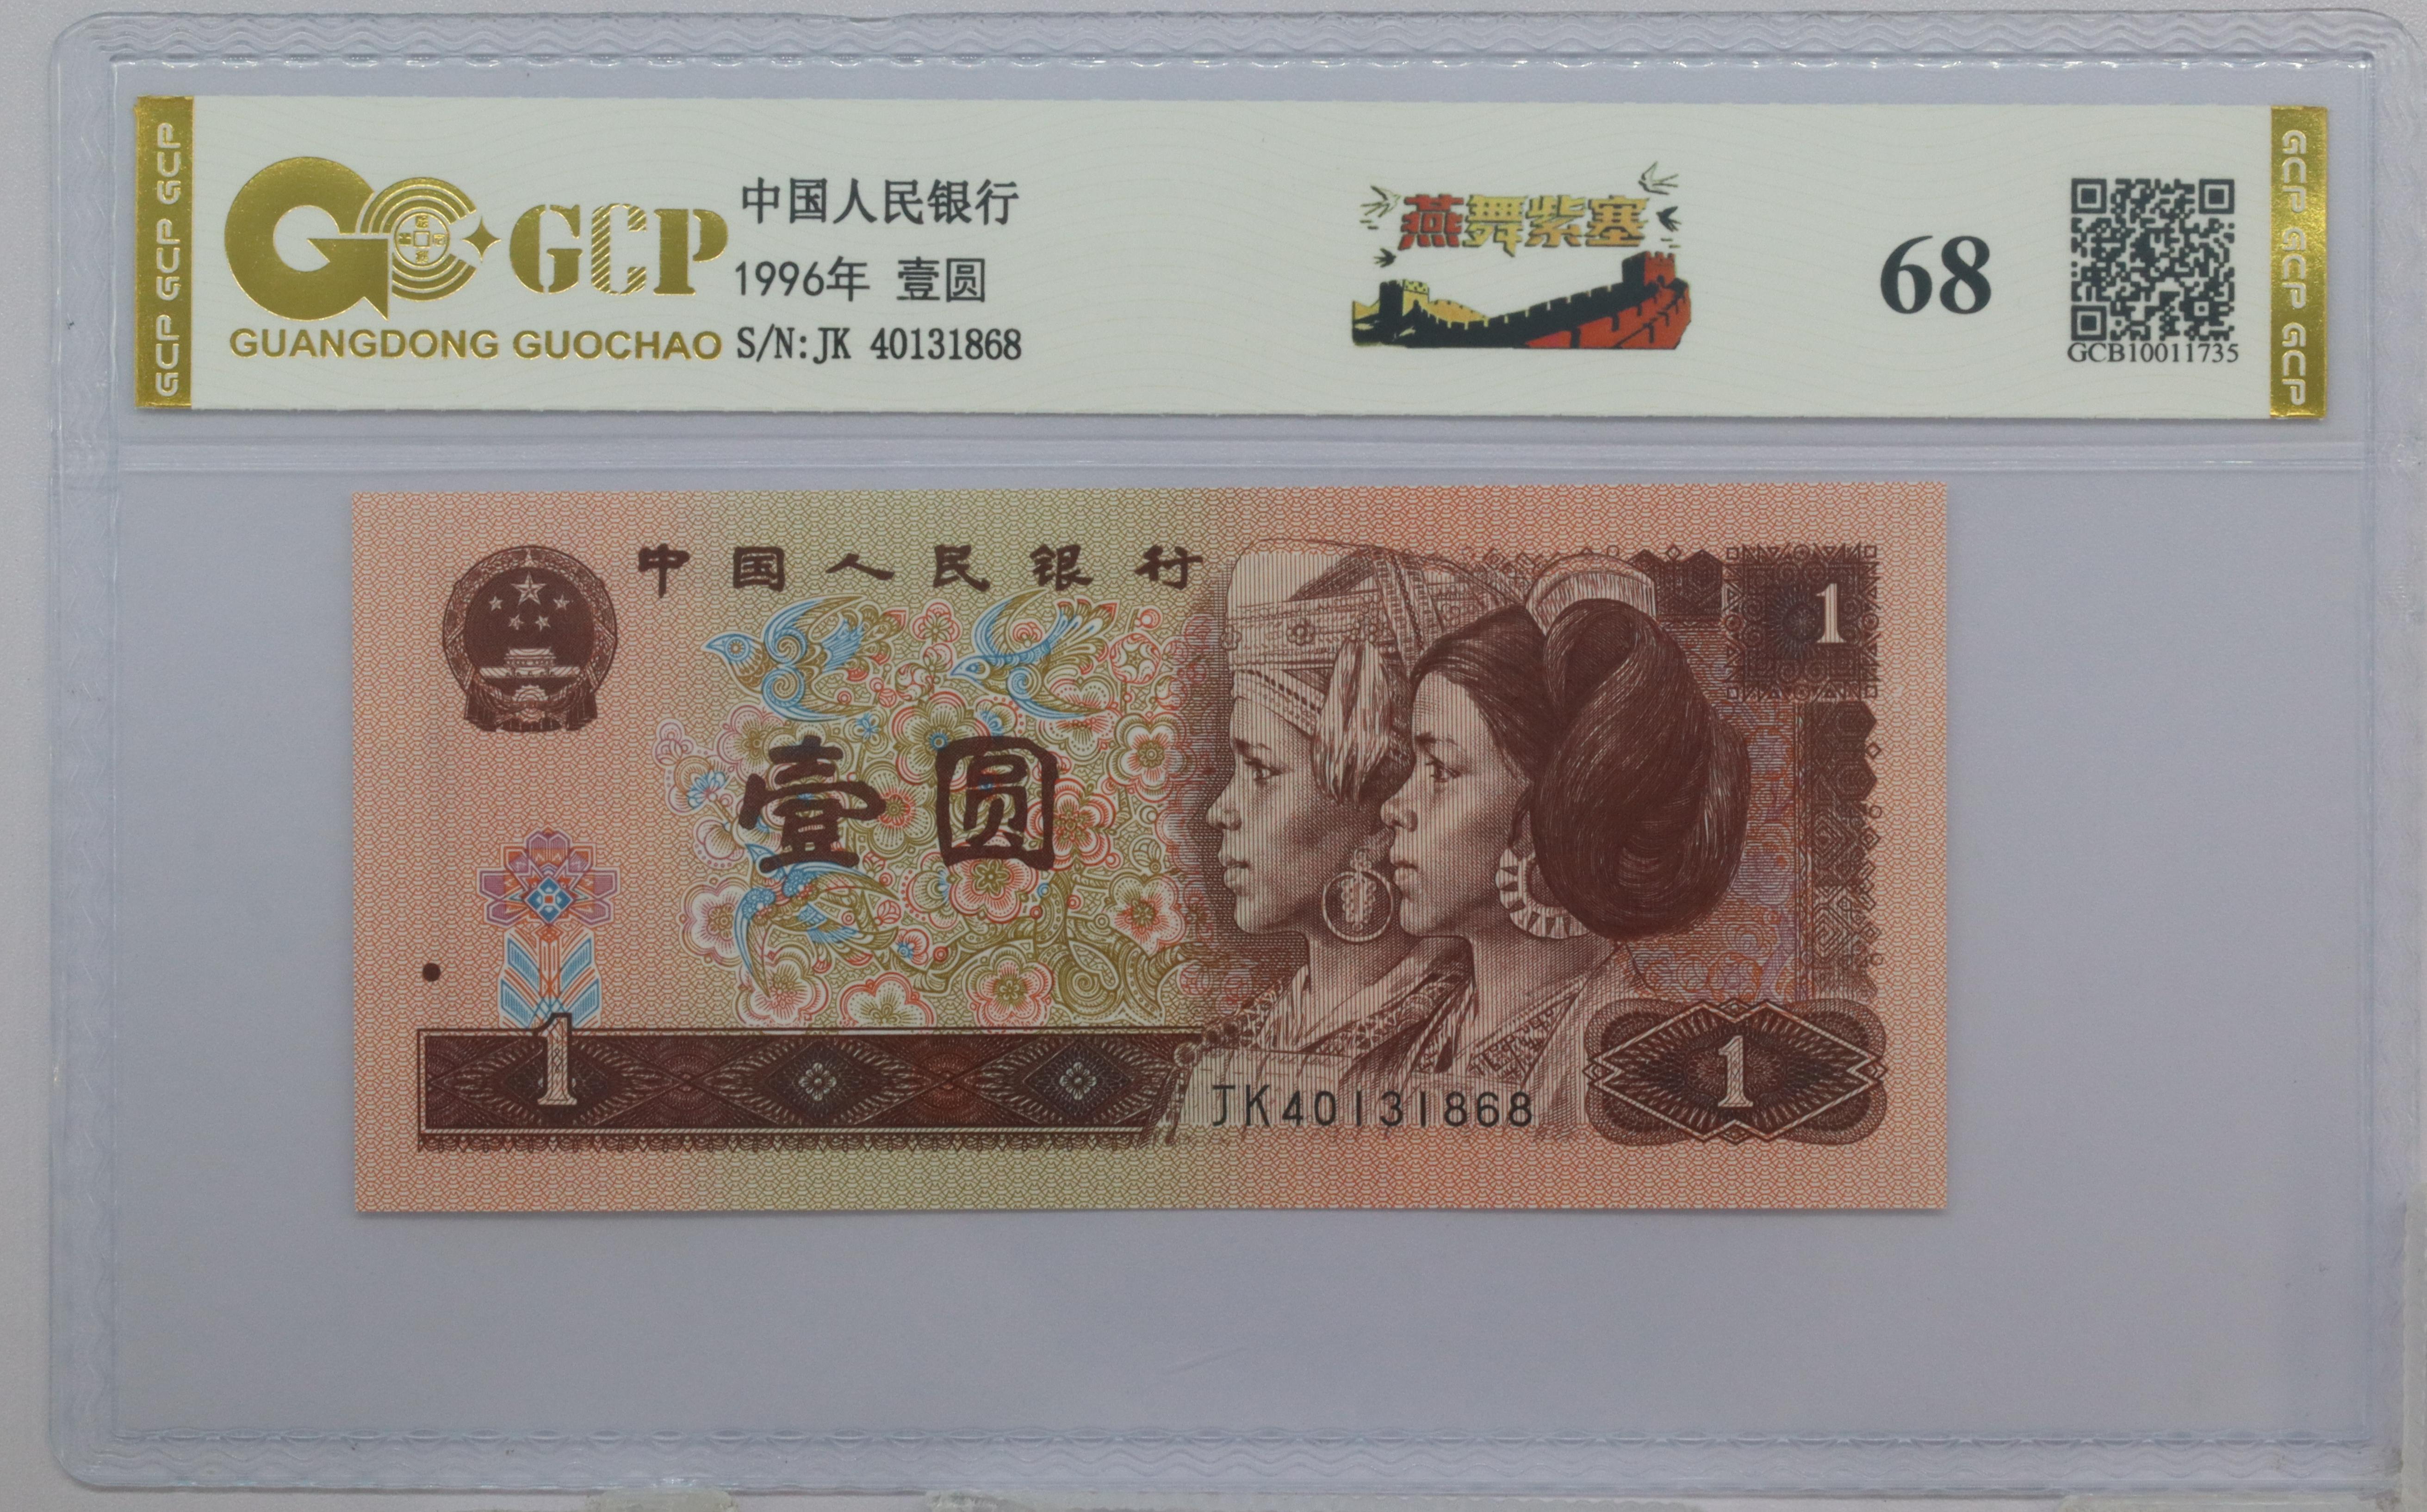 GCP GCP GCP
GCP
GUANGDONG GUOCHAO
中国人民银行
1996年 壹圆
S/N:JK 40131868
燕舞紫塞
68
GCB10011735
GCP GCP GCP
中国人民银行
1
壹圆
1
JK40131868
1